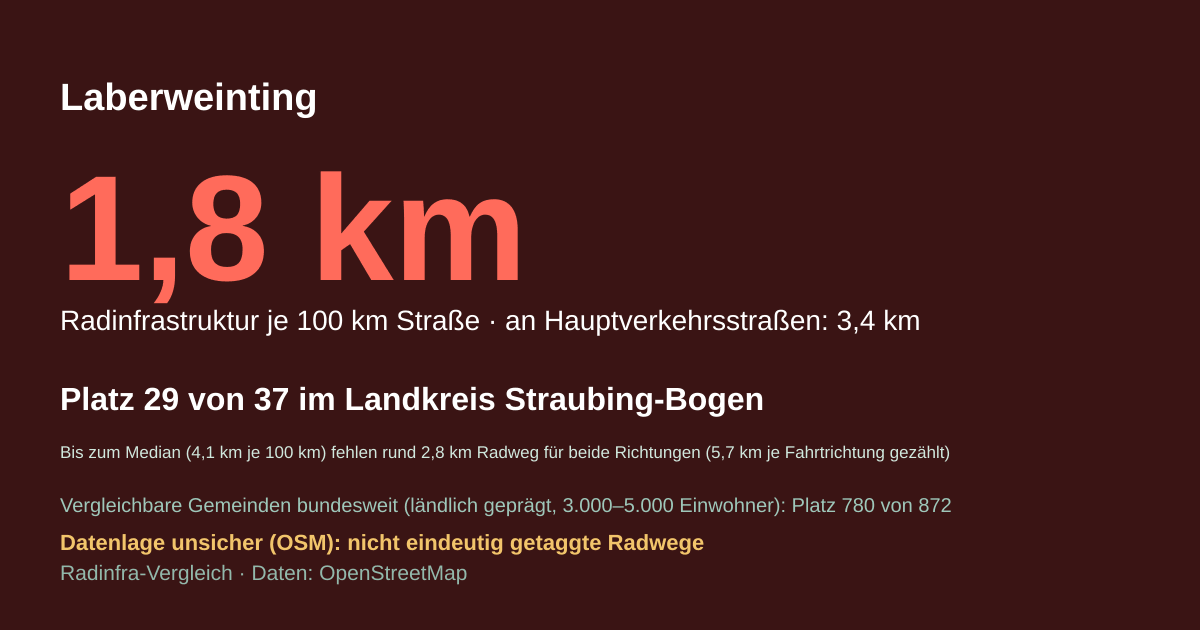 Laberweinting
1,8 km
Radinfrastruktur je 100 km Straße · an Hauptverkehrsstraßen: 3,4 km
Platz 29 von 37 im Landkreis Straubing-Bogen
Bis zum Median (4,1 km je 100 km) fehlen rund 2,8 km Radweg für beide Richtungen (5,7 km je Fahrtrichtung gezählt)
Vergleichbare Gemeinden bundesweit (ländlich geprägt, 3.000–5.000 Einwohner): Platz 780 von 872
Datenlage unsicher (OSM): nicht eindeutig getaggte Radwege
Radinfra-Vergleich · Daten: OpenStreetMap